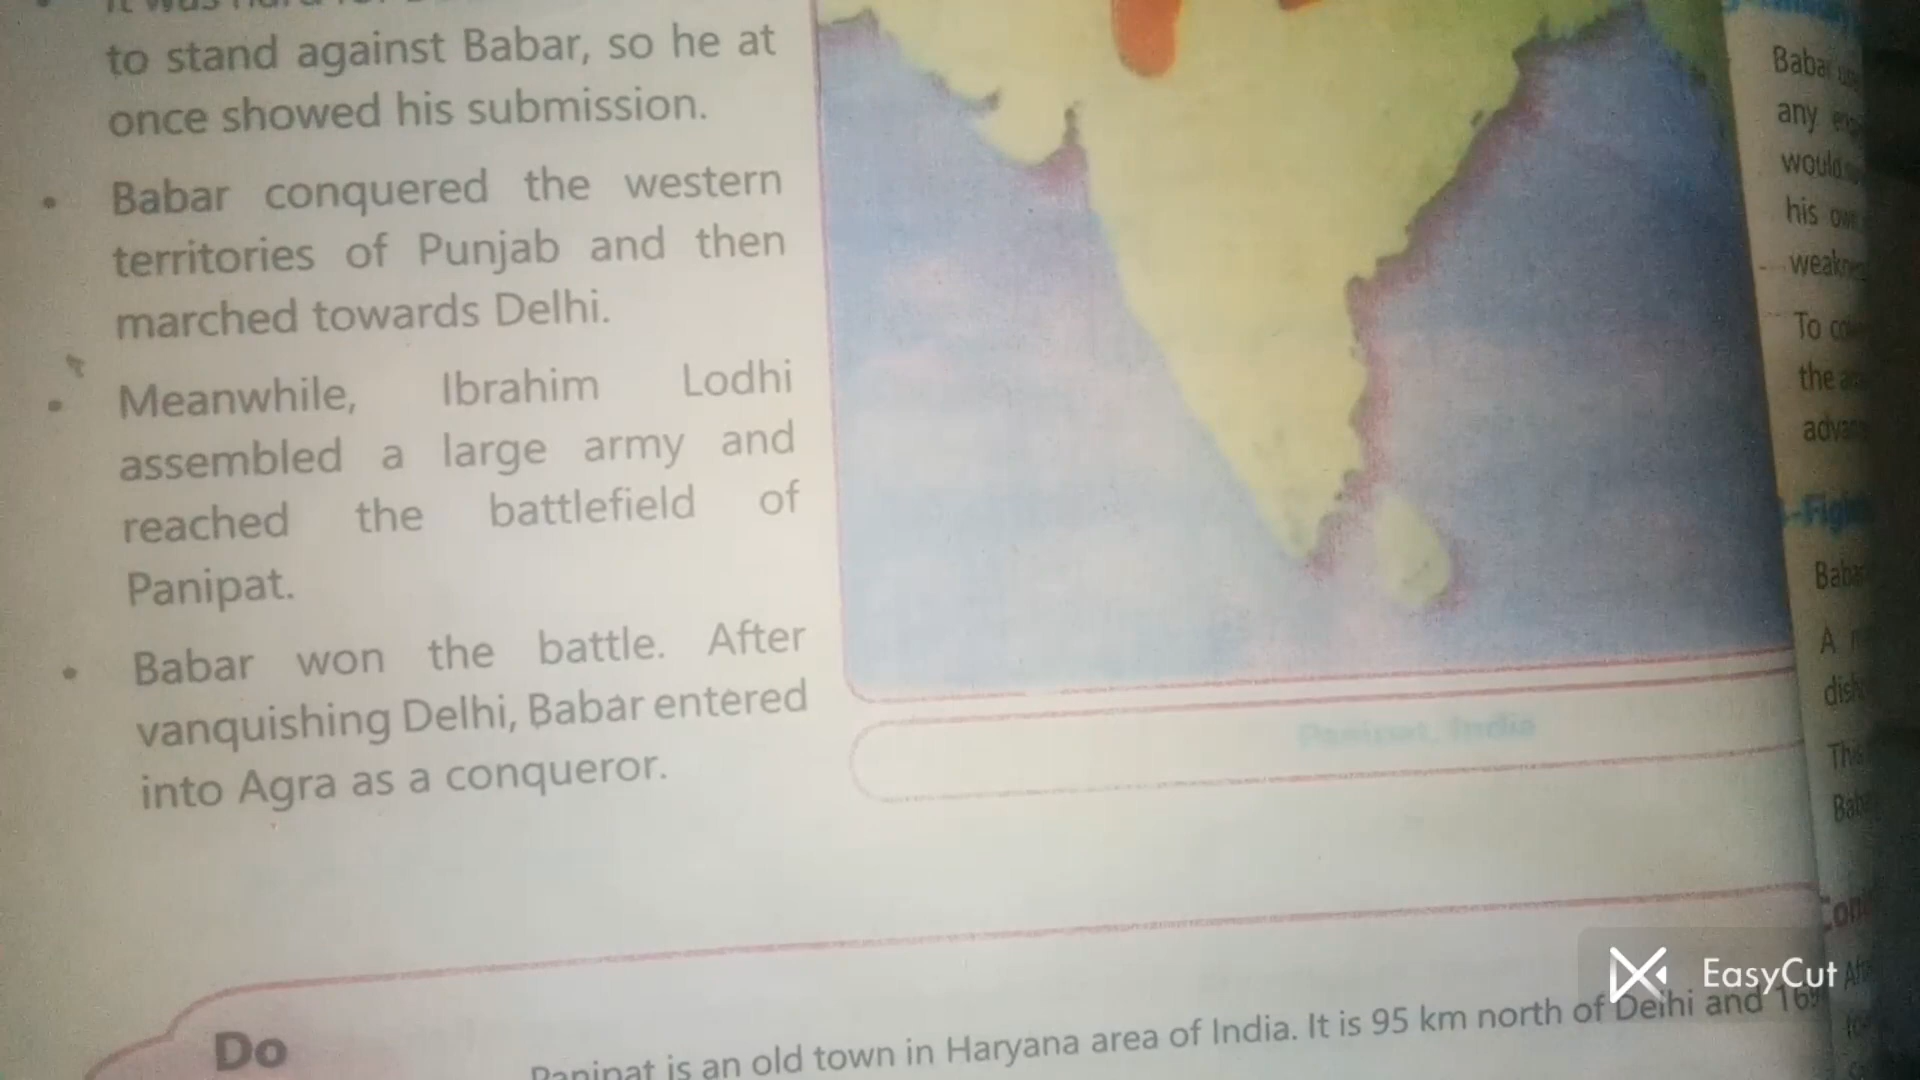 to stand against Babar, so he at
once showed his submission.
• Babar conquered the western
territories of Punjab and then
marched towards Delhi.
• Meanwhile, Ibrahim Lodhi
assembled a large army and
reached the battlefield of
Panipat.
• Babar won the battle. After
vanquishing Delhi, Babar entered
into Agra as a conqueror.
Panipat, India
Do
Panipat is an old town in Haryana area of India. It is 95 km north of Delhi and
Babar
any
would
his
To
the
A
EasyCut